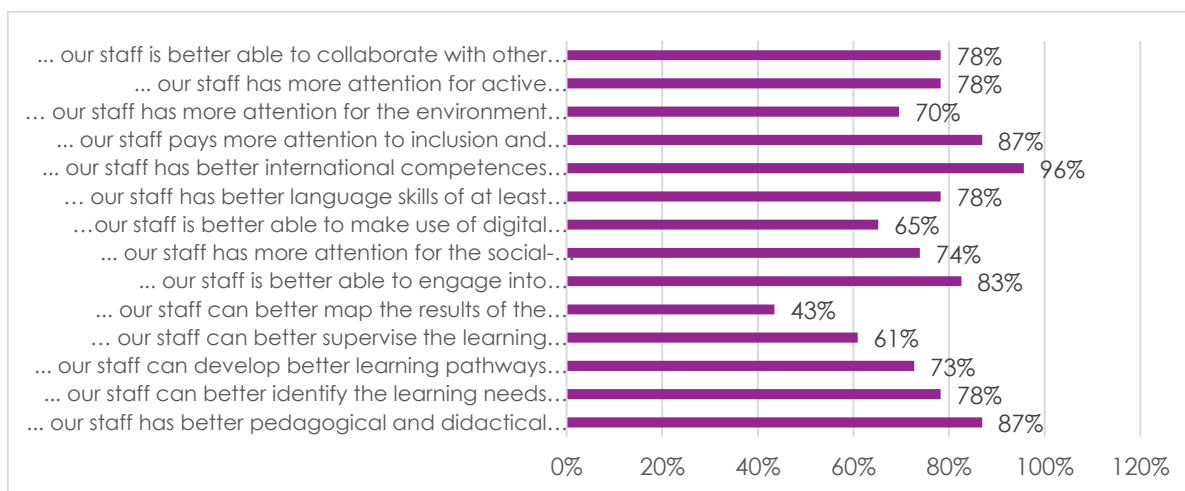 ... our staff is better able to collaborate with other… 78%
... our staff has more attention for active… 78%
… our staff has more attention for the environment… 70%
... our staff pays more attention to inclusion and… 87%
... our staff has better international competences… 96%
… our staff has better language skills of at least… 78%
…our staff is better able to make use of digital… 65%
... our staff has more attention for the social-… 74%
... our staff is better able to engage into… 83%
... our staff can better map the results of the… 43%
… our staff can better supervise the learning… 61%
... our staff can develop better learning pathways… 73%
... our staff can better identify the learning needs… 78%
... our staff has better pedagogical and didactical… 87%
0% 20% 40% 60% 80% 100% 120%